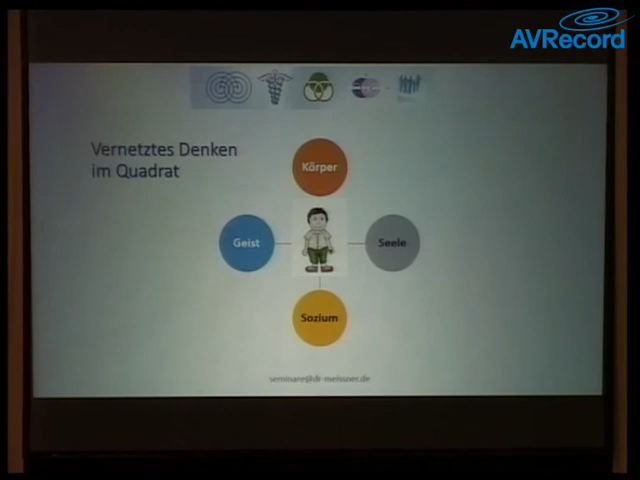 AVRecord
Vernetztes Denken
im Quadrat
Körper
Geist
Seele
Sozium
seminare@dr-meissner.de